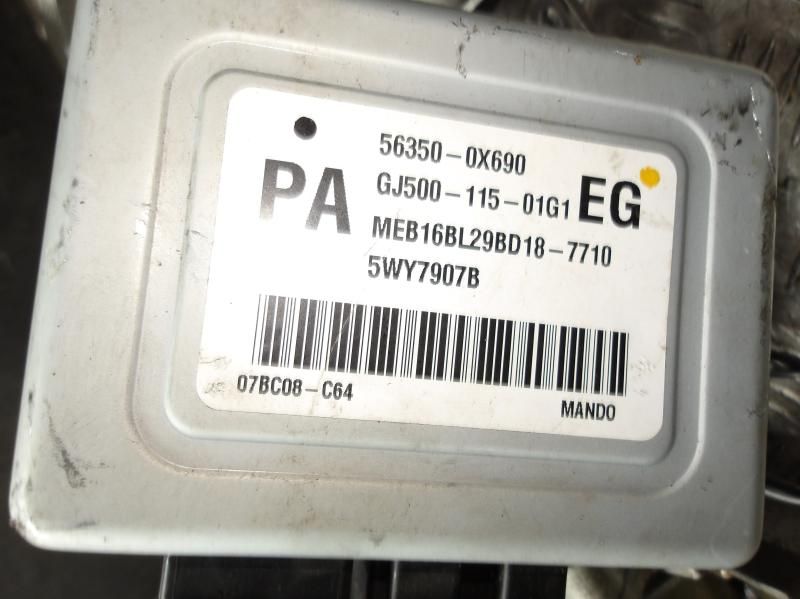 56350-0X690
PA GJ500-115-01G1 EG
MEB16BL29BD18-7710
5WY7907B
07BC08-C64
MANDO